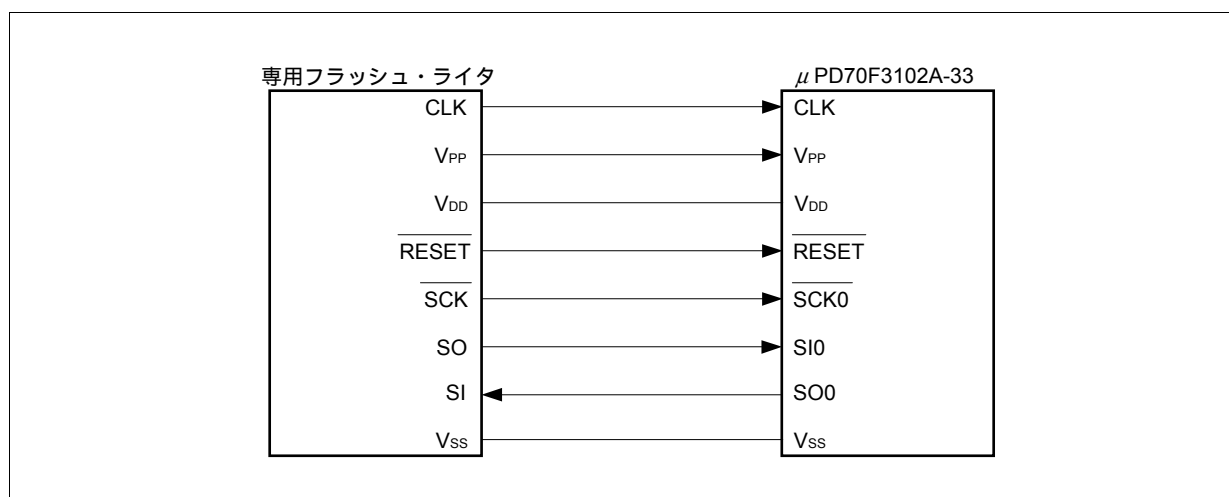 専用フラッシュ・ライタ
μPD70F3102A-33
CLK
CLK
VPP
VPP
VDD
VDD
RESET
RESET
SCK
SCK0
SO
SI0
SI
SO0
VSS
VSS